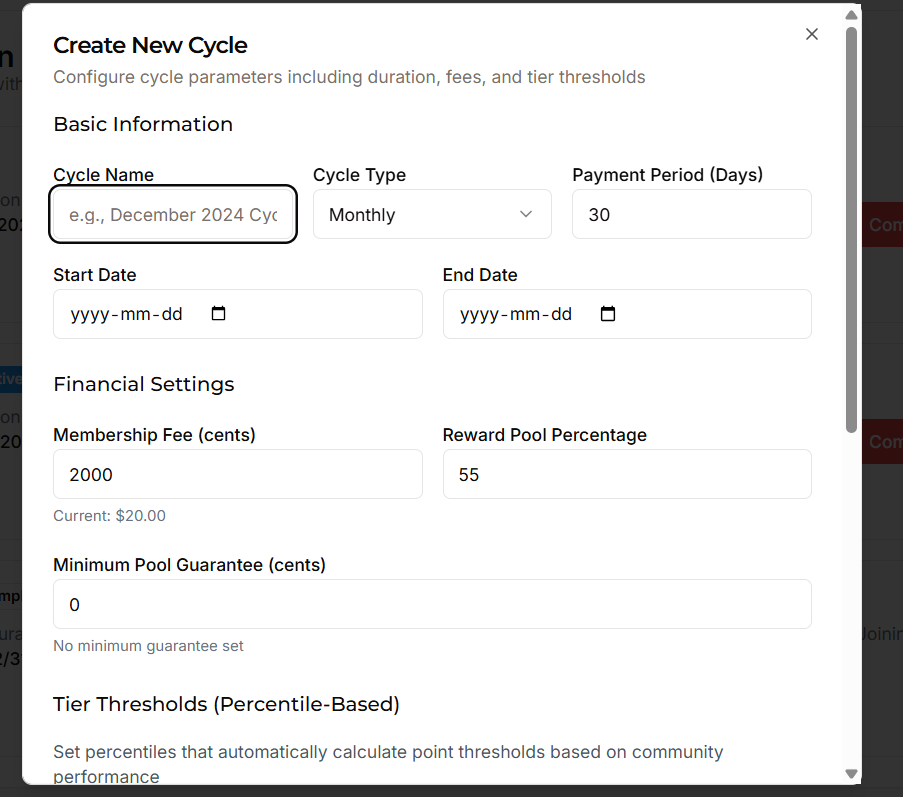 Create New Cycle
Configure cycle parameters including duration, fees, and tier thresholds
Basic Information
Cycle Name
Cycle Type
Payment Period (Days)
e.g., December 2024 Cyc
Monthly
30
Start Date
End Date
yyyy-mm-dd
yyyy-mm-dd
Financial Settings
Membership Fee (cents)
Reward Pool Percentage
2000
55
Current: $20.00
Minimum Pool Guarantee (cents)
0
No minimum guarantee set
Tier Thresholds (Percentile-Based)
Set percentiles that automatically calculate point thresholds based on community
performance